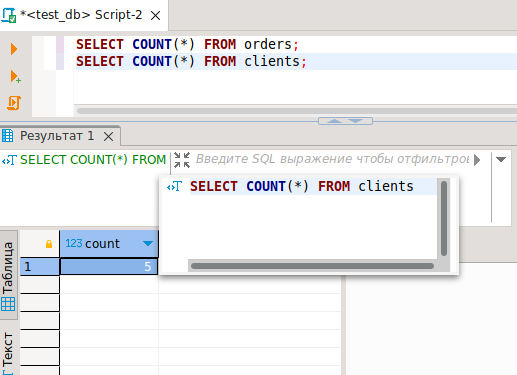 *<test_db> Script-2
SELECT COUNT(*) FROM orders;
SELECT COUNT(*) FROM clients;
Результат 1
SELECT COUNT(*) FROM
Введите SQL выражение чтобы отфильтров
SELECT COUNT(*) FROM clients
123 count
1 5
Таблица
Текст